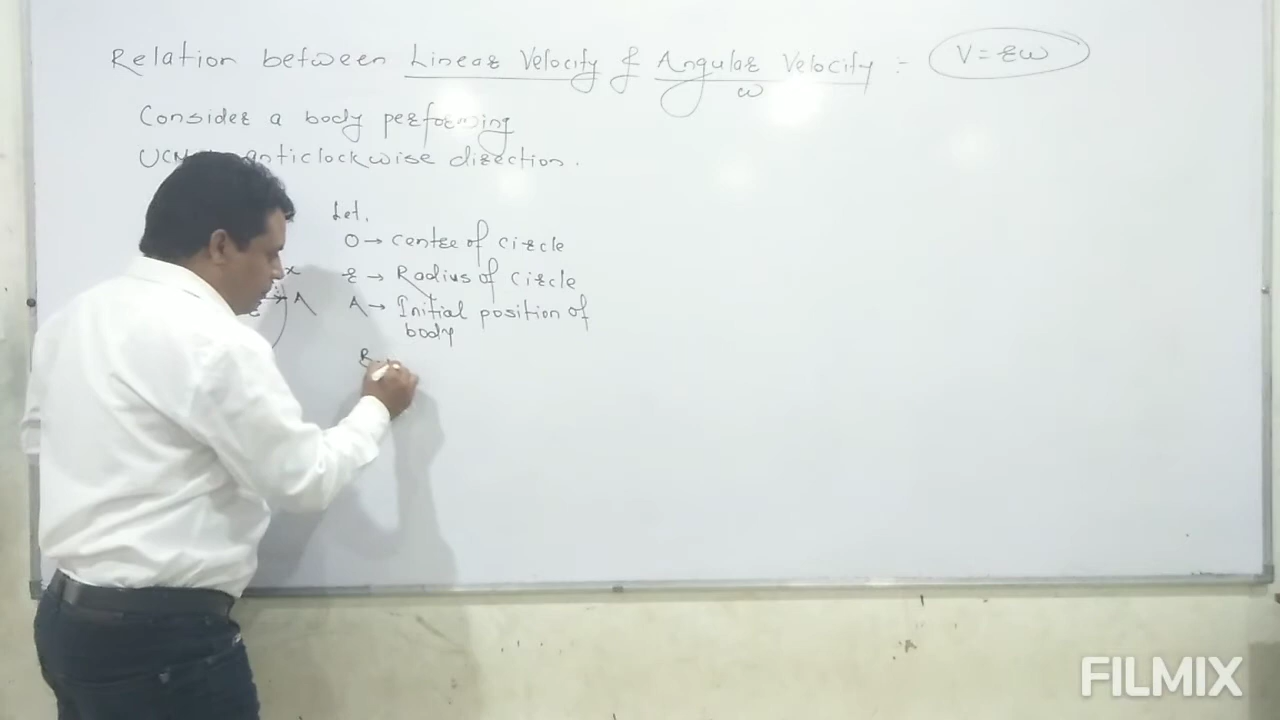 Relation between Linear Velocity & Angular Velocity :- V = rω
ω
Consider a body performing
UCM anticlockwise direction.
Let,
O → centre of circle
r → Radius of circle
x
A
A → Initial position of
body
B
FILMIX